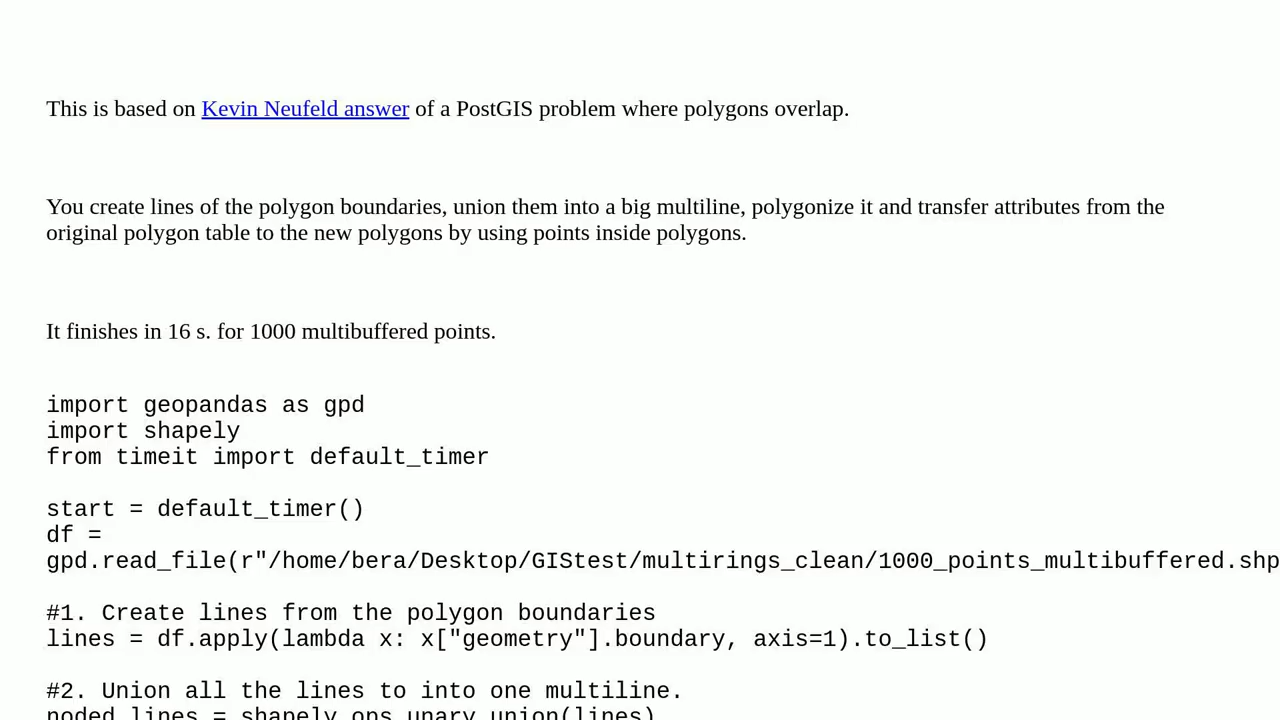 This is based on Kevin Neufeld answer of a PostGIS problem where polygons overlap.
You create lines of the polygon boundaries, union them into a big multiline, polygonize it and transfer attributes from the
original polygon table to the new polygons by using points inside polygons.
It finishes in 16 s. for 1000 multibuffered points.
import geopandas as gpd
import shapely
from timeit import default_timer
start = default_timer()
df =
gpd.read_file(r"/home/bera/Desktop/GIStest/multirings_clean/1000_points_multibuffered.shp
#1. Create lines from the polygon boundaries
lines = df.apply(lambda x: x["geometry"].boundary, axis=1).to_list()
#2. Union all the lines to into one multiline.
noded_lines = shapely.ops.unary_union(lines)